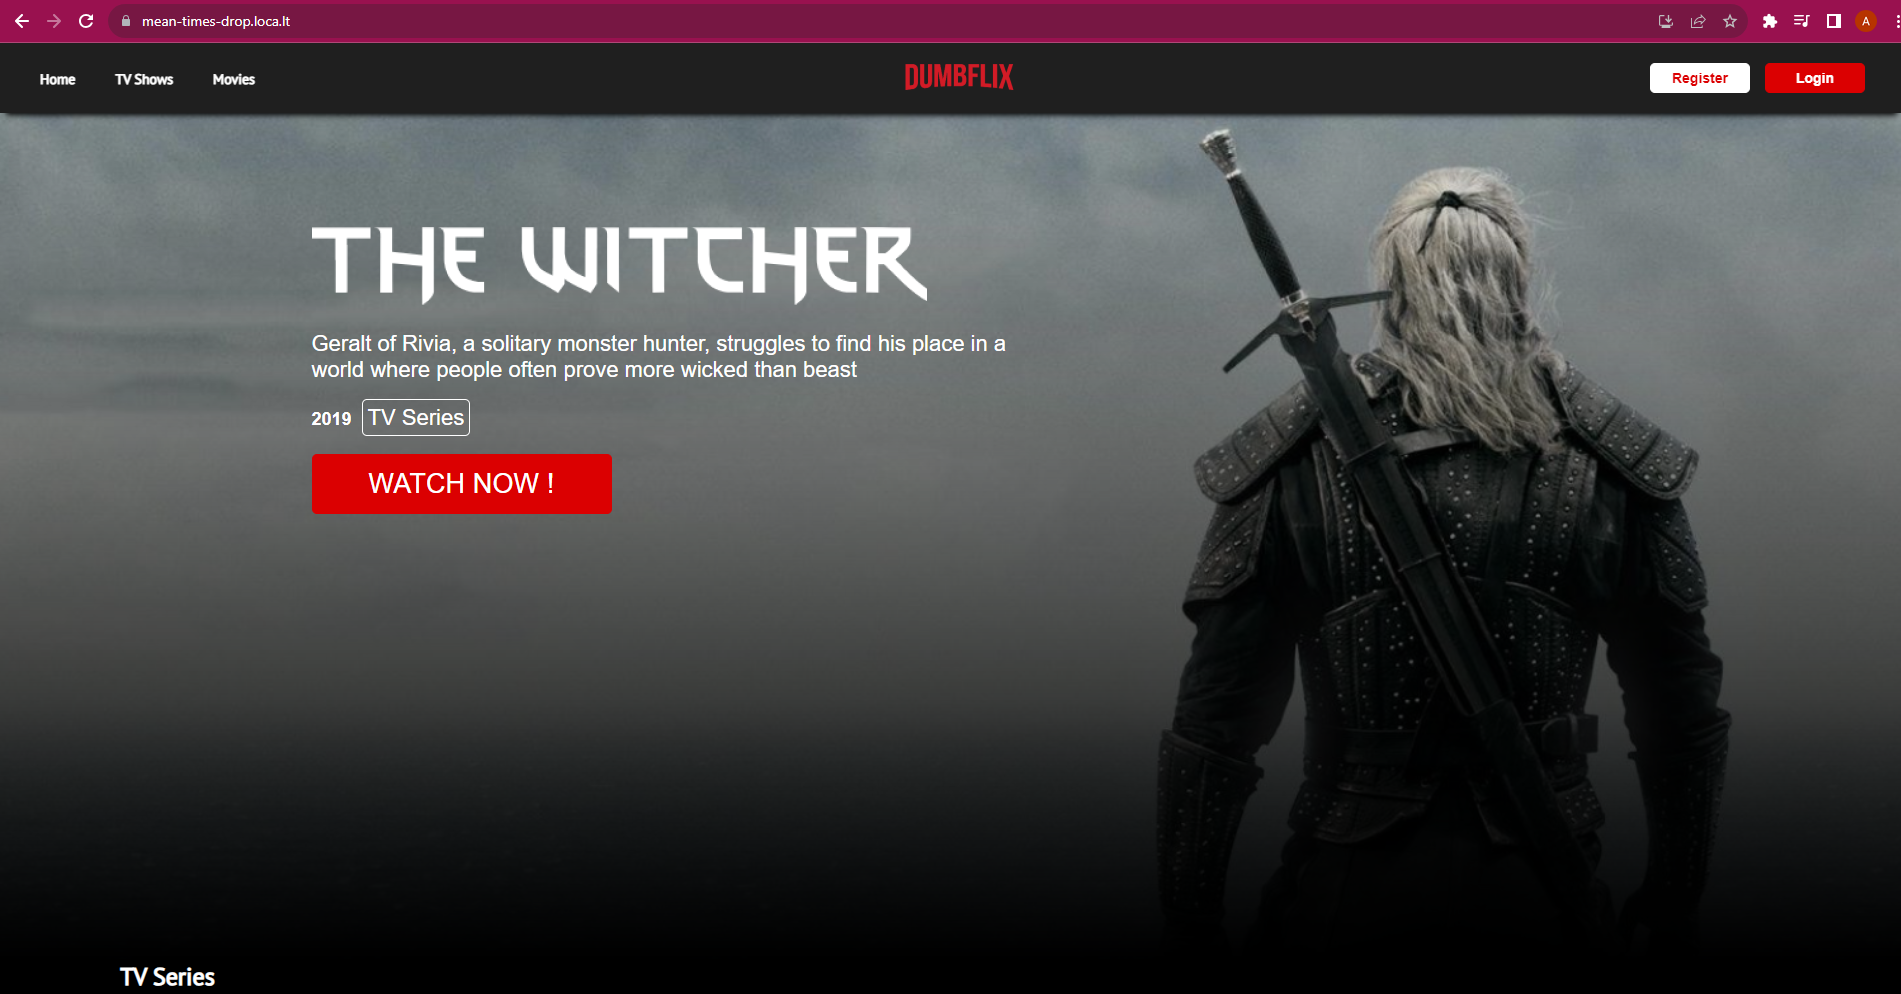 mean-times-drop.loca.lt
A
Home TV Shows Movies DUMBFLIX Register Login
THE WITCHER
Geralt of Rivia, a solitary monster hunter, struggles to find his place in a
world where people often prove more wicked than beast
2019 TV Series
WATCH NOW !
TV Series